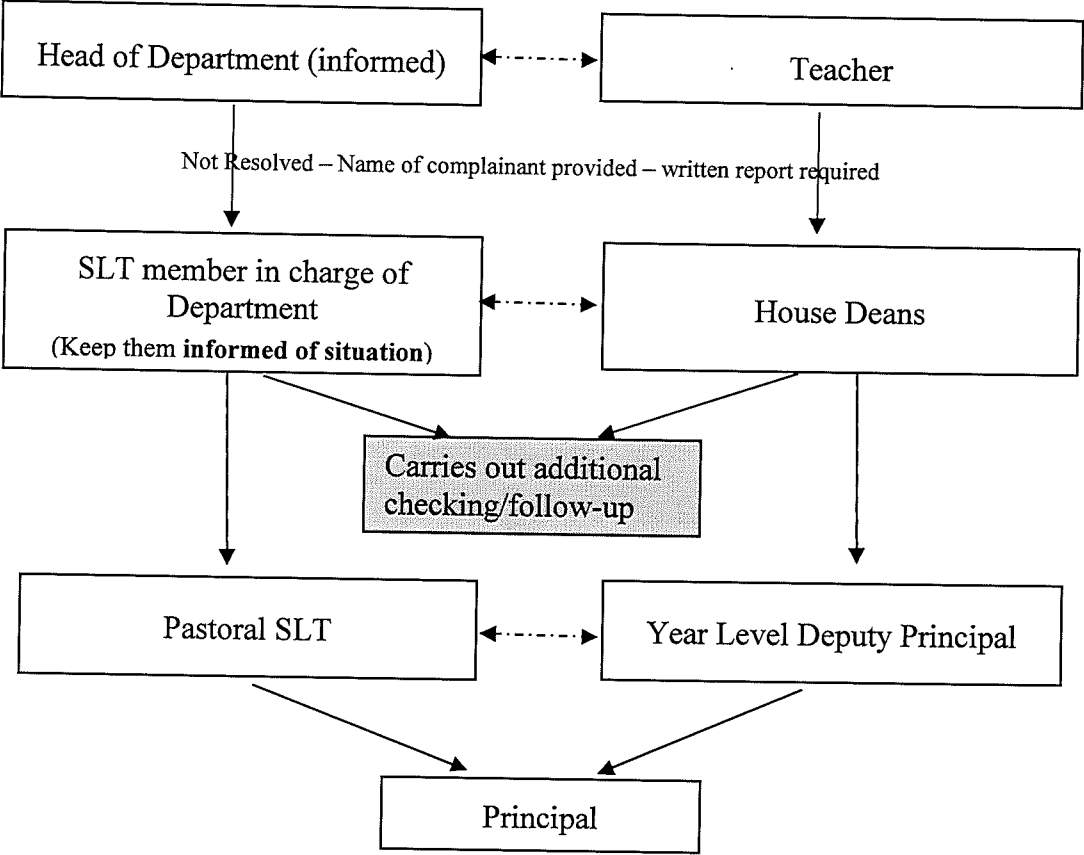 Head of Department (informed)
Teacher
Not Resolved – Name of complainant provided – written report required
SLT member in charge of
Department
(Keep them informed of situation)
House Deans
Carries out additional
checking/follow-up
Pastoral SLT
Year Level Deputy Principal
Principal